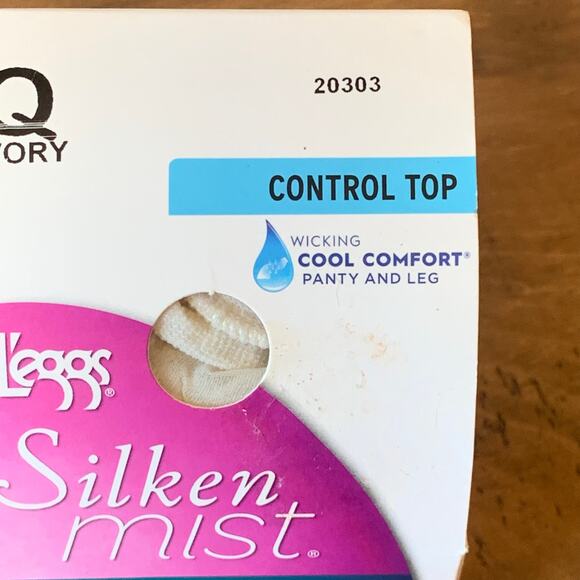 Q
20303
VORY
CONTROL TOP
WICKING
COOL COMFORT®
PANTY AND LEG
L'eggs®
Silken
mist®